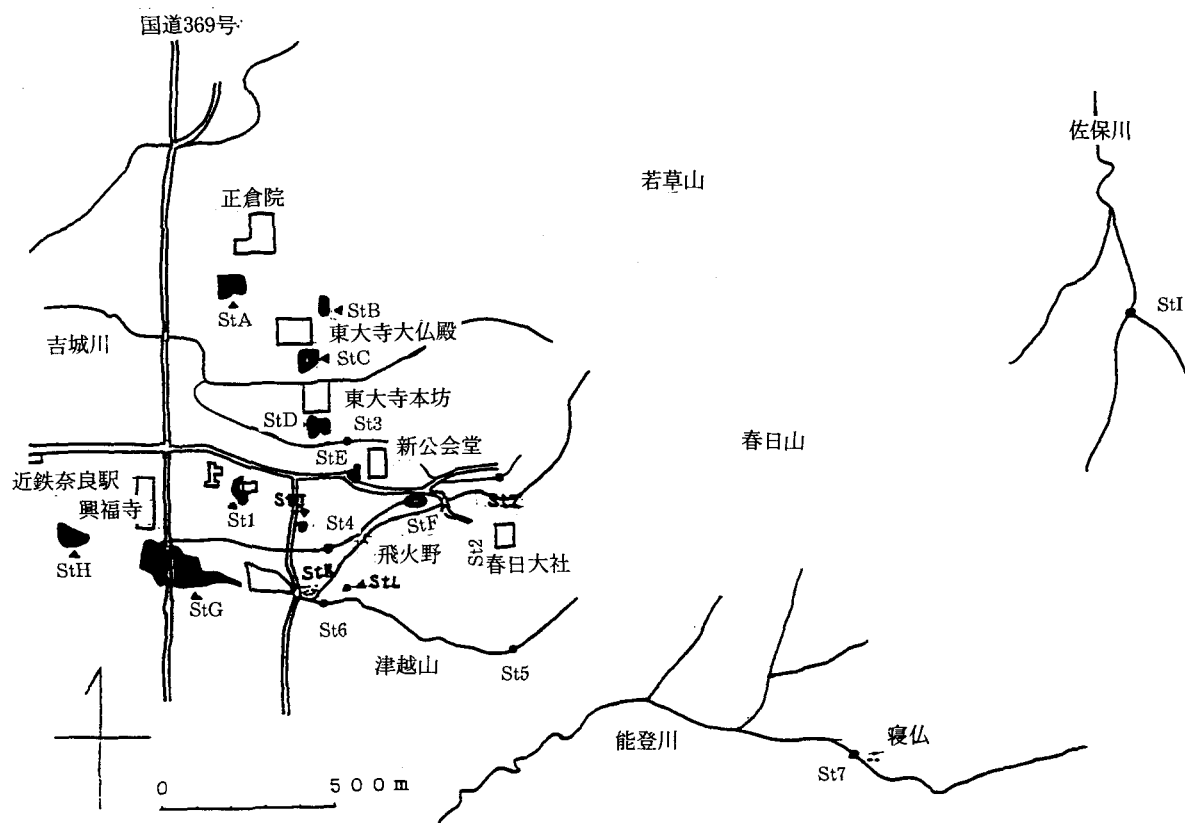 国道369号
佐保川
若草山
正倉院
StI
StA
StB
東大寺大仏殿
吉城川
StC
東大寺本坊
StD
St3
新公会堂
春日山
StE
近鉄奈良駅
興福寺
St1
StJ
St4
StF
StZ
飛火野
St2
春日大社
StH
StK
StL
StG
St6
津越山
St5
能登川
寝仏
St7
0
500m